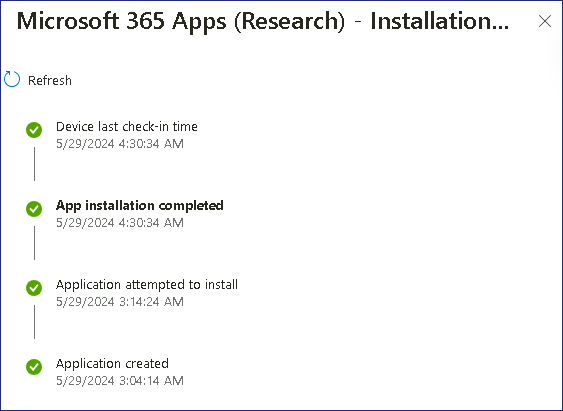 Microsoft 365 Apps (Research) - Installation...
Refresh
Device last check-in time
5/29/2024 4:30:34 AM
App installation completed
5/29/2024 4:30:34 AM
Application attempted to install
5/29/2024 3:14:24 AM
Application created
5/29/2024 3:04:14 AM